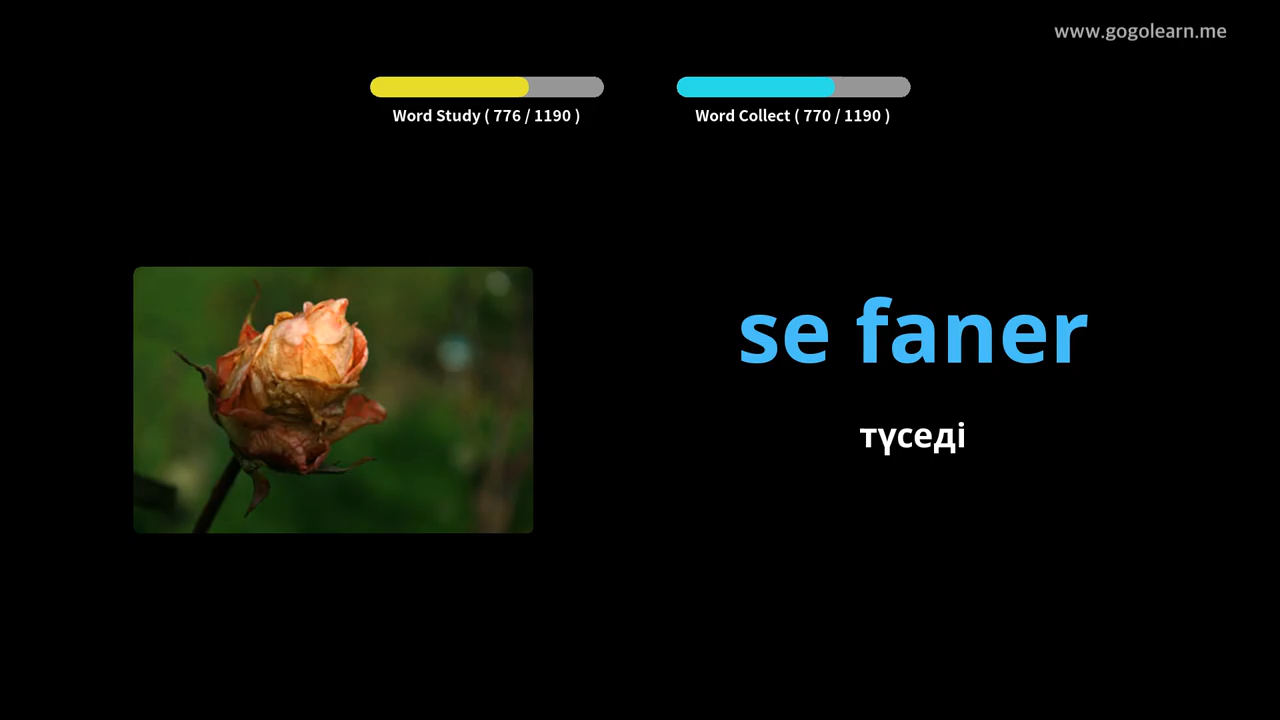 www.gogolearn.me
Word Study ( 776 / 1190 )
Word Collect ( 770 / 1190 )
se faner
түседі